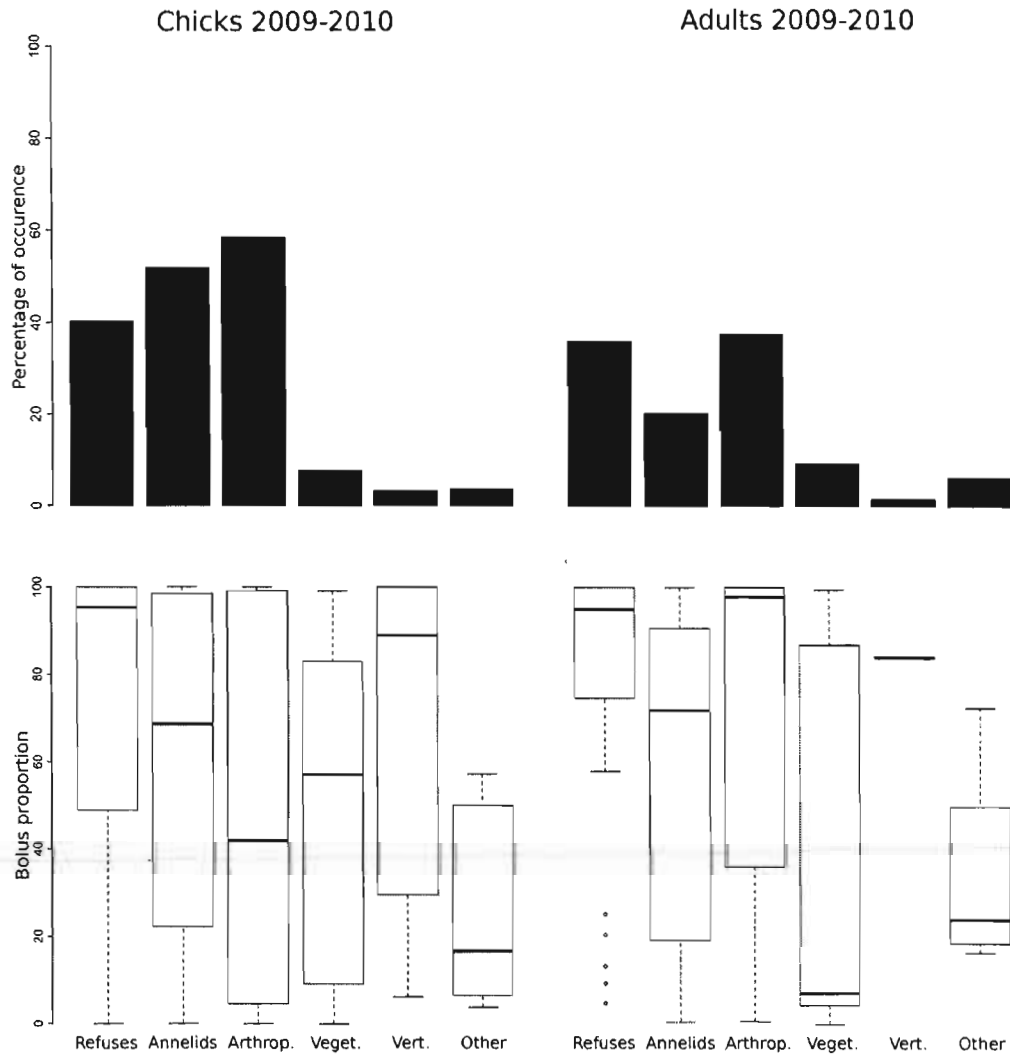 Chicks 2009-2010
Adults 2009-2010
Percentage of occurence
100
80
60
40
20
0
Bolus proportion
100
80
60
40
20
0
Refuses Annelids Arthrop. Veget. Vert. Other
Refuses Annelids Arthrop. Veget. Vert. Other